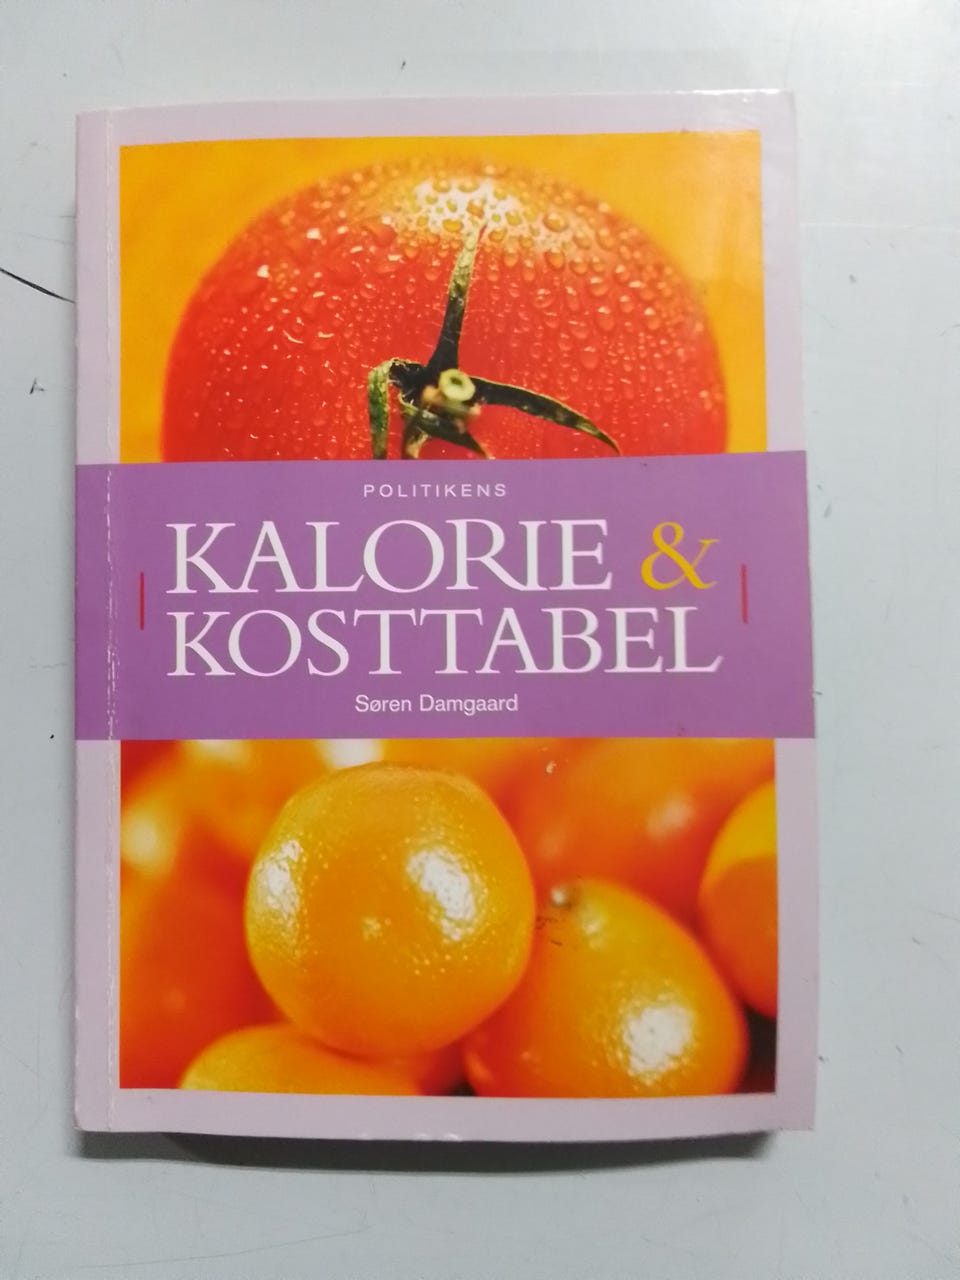 POLITIKENS
KALORIE &
KOSTTABEL
Søren Damgaard